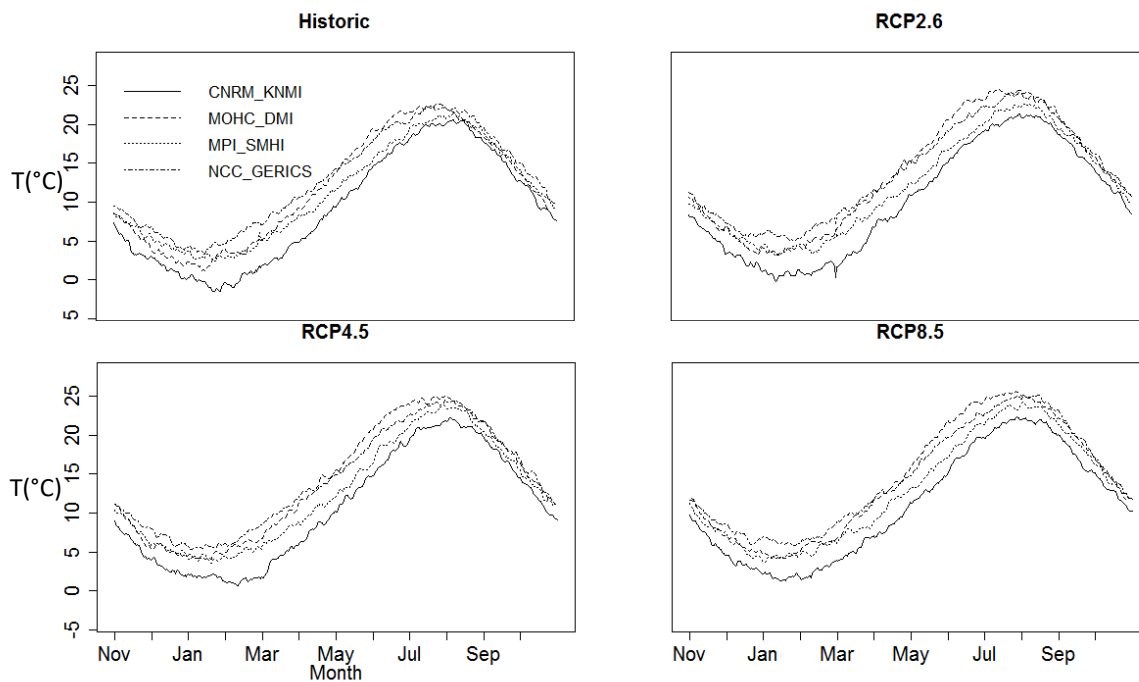 Historic
RCP2.6
25
20
15
10
5
0
5
T(°C)
CNRM_KNMI
MOHC_DMI
MPI_SMHI
NCC_GERICS
RCP4.5
RCP8.5
25
20
15
10
5
0
-5
T(°C)
Nov Jan Mar May Jul Sep
Month
Nov Jan Mar May Jul Sep